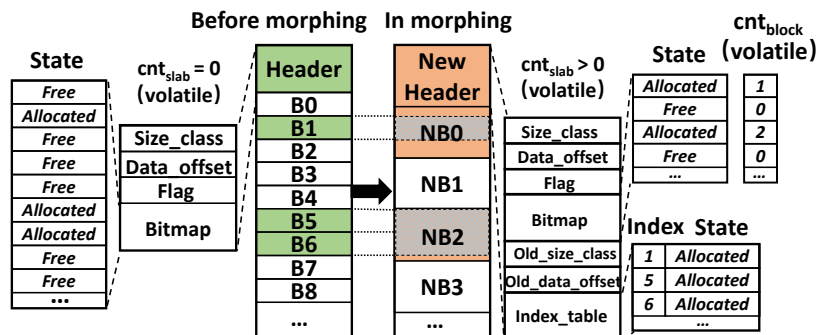 Before morphing
In morphing
State
cnt_slab = 0
(volatile)
Free
Allocated
Free
Free
Free
Allocated
Allocated
Free
Free
...
Size_class
Data_offset
Flag
Bitmap
Header
B0
B1
B2
B3
B4
B5
B6
B7
B8
...
New
Header
NB0
NB1
NB2
NB3
...
cnt_slab > 0
(volatile)
Size_class
Data_offset
Flag
Bitmap
Old_size_class
Old_data_offset
Index_table
State
Allocated
Free
Allocated
Free
...
cnt_block
(volatile)
1
0
2
0
...
Index State
1 Allocated
5 Allocated
6 Allocated
...